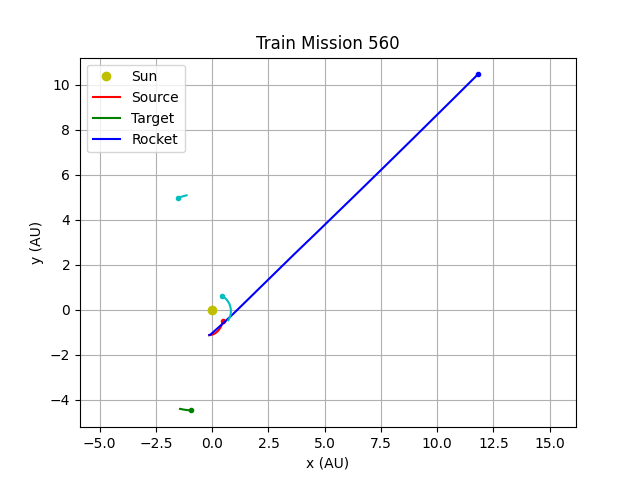 Train Mission 560
Sun
Source
Target
Rocket
10
8
6
4
2
0
−2
−4
y (AU)
−5.0 −2.5 0.0 2.5 5.0 7.5 10.0 12.5 15.0
x (AU)